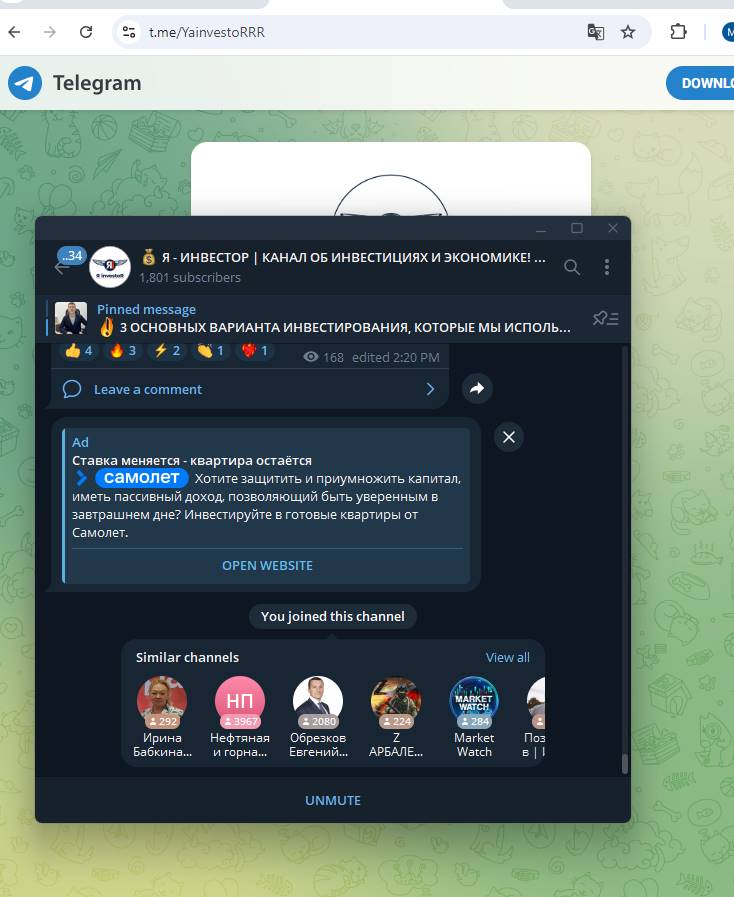 t.me/YainvestoRRR
Telegram
..34
💰 Я - ИНВЕСТОР | КАНАЛ ОБ ИНВЕСТИЦИЯХ И ЭКОНОМИКЕ! ...
1,801 subscribers
Pinned message
3 ОСНОВНЫХ ВАРИАНТА ИНВЕСТИРОВАНИЯ, КОТОРЫЕ МЫ ИСПОЛЬ...
👍 4 🔥 3 ⚡ 2 👏 1 ❤️‍🔥 1 168 edited 2:20 PM
Leave a comment
Ad
Ставка меняется - квартира остаётся
самолет Хотите защитить и приумножить капитал,
иметь пассивный доход, позволяющий быть уверенным в
завтрашнем дне? Инвестируйте в готовые квартиры от
Самолет.
OPEN WEBSITE
You joined this channel
Similar channels View all
НП
MARKET
WATCH
292 3967 2080 224 284
Ирина Нефтяная Обрезков Z Market
Бабкина... и горна... Евгений... АРБАЛЕ... Watch
UNMUTE